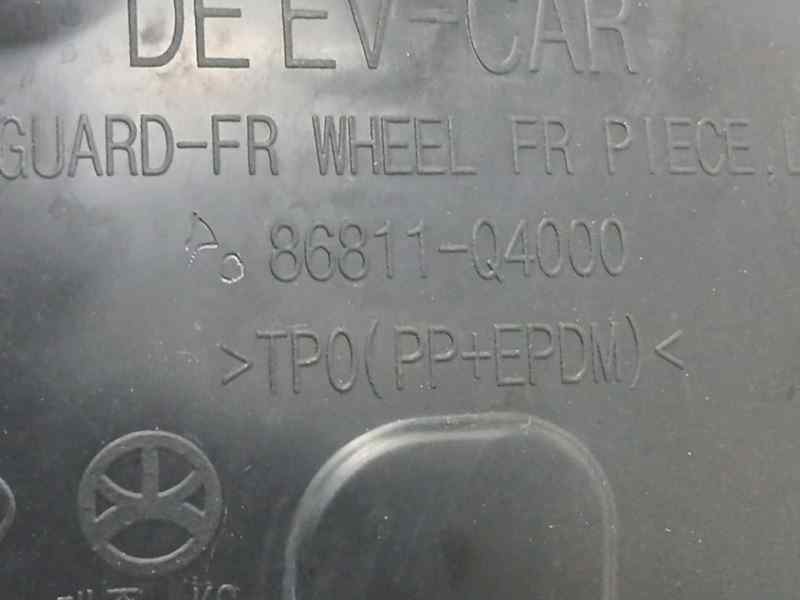 DE EV-CAR
GUARD-FR WHEEL FR PIECE,L
86811-Q4000
>TPO(PP+EPDM)<